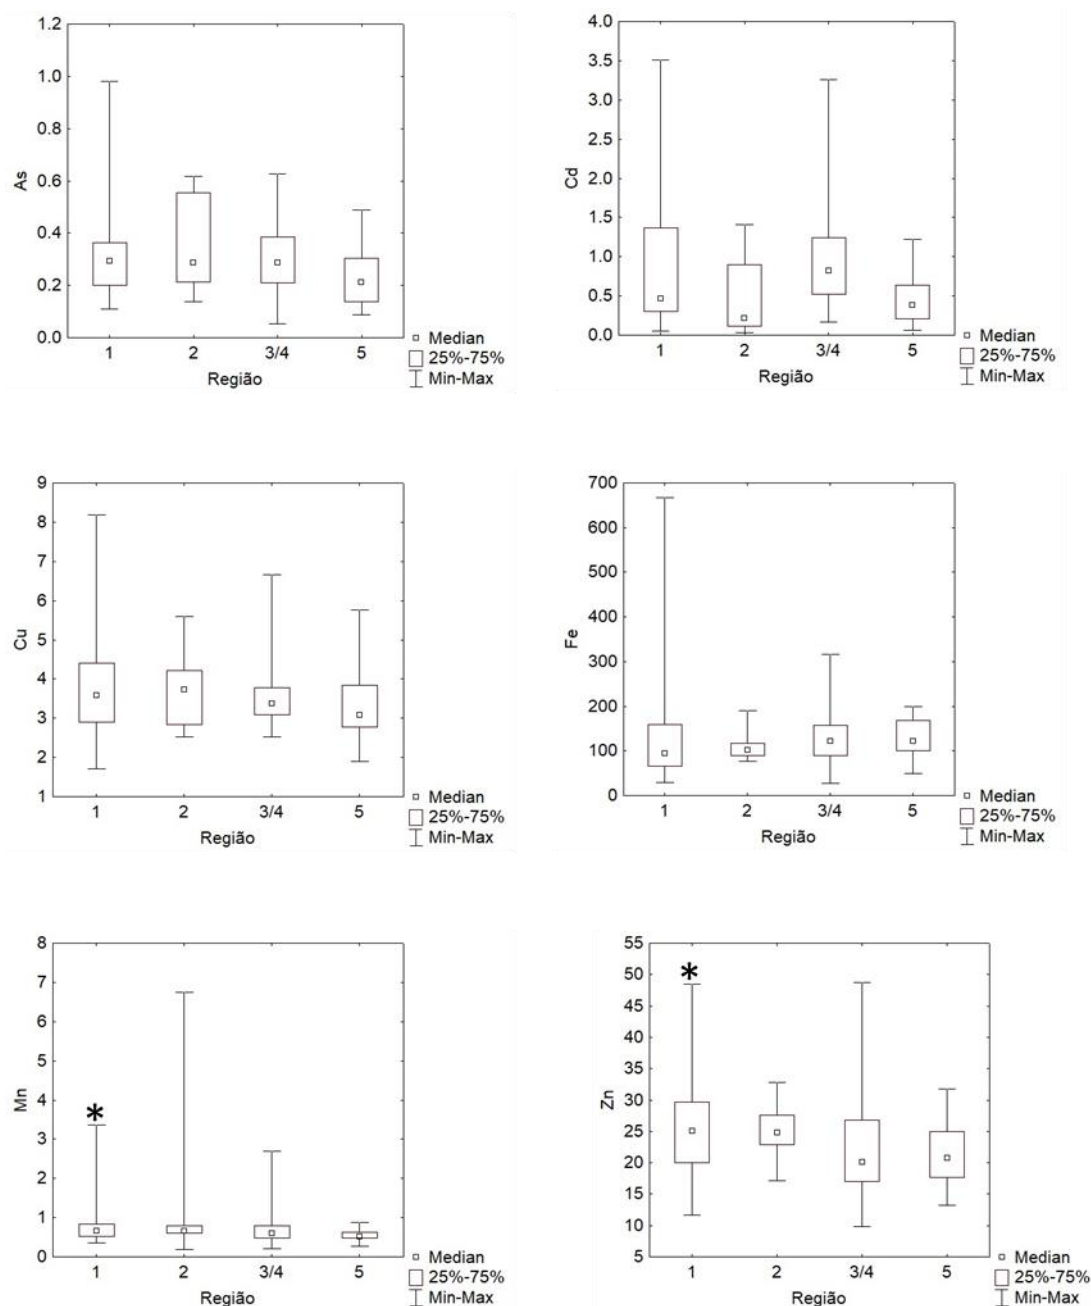 1.2
1.0
0.8
0.6
0.4
0.2
0.0
As
1 2 3/4 5
Região
Median
25%-75%
Min-Max
4.0
3.5
3.0
2.5
2.0
1.5
1.0
0.5
0.0
Cd
1 2 3/4 5
Região
Median
25%-75%
Min-Max
9
8
7
6
5
4
3
2
1
Cu
1 2 3/4 5
Região
Median
25%-75%
Min-Max
700
600
500
400
300
200
100
0
Fe
1 2 3/4 5
Região
Median
25%-75%
Min-Max
8
7
6
5
4
3
2
1
0
Mn
*
1 2 3/4 5
Região
Median
25%-75%
Min-Max
55
50
45
40
35
30
25
20
15
10
5
Zn
*
1 2 3/4 5
Região
Median
25%-75%
Min-Max